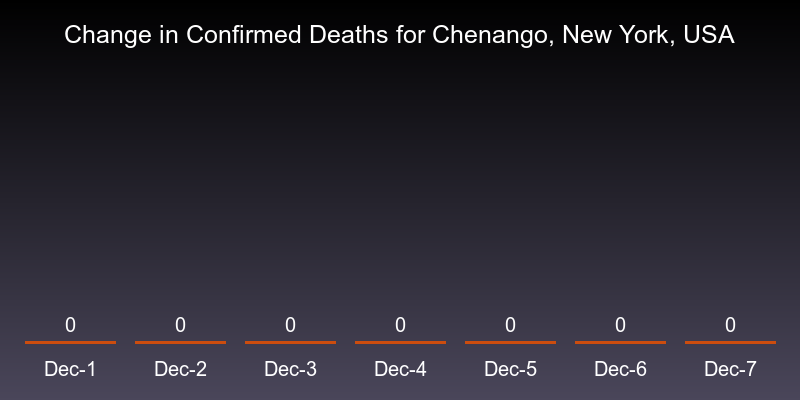 Change in Confirmed Deaths for Chenango, New York, USA
0 0 0 0 0 0 0
Dec-1 Dec-2 Dec-3 Dec-4 Dec-5 Dec-6 Dec-7